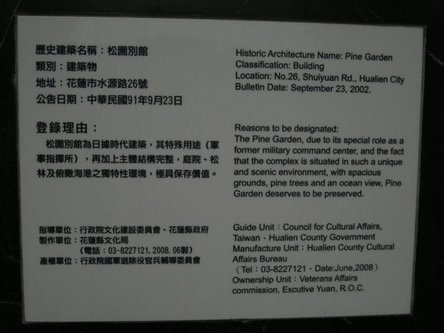 歷史建築名稱：松園別館
類別：建築物
地址：花蓮市水源路26號
公告日期：中華民國91年9月23日
登錄理由：
松園別館為日據時代建築，其特殊用途（軍
事指揮所），再加上主體結構完整，庭院、松
林及俯瞰海港之獨特性環境，極具保存價值。
指導單位：行政院文化建設委員會、花蓮縣政府
製作單位：花蓮縣文化局
（電話：03-8227121, 2008. 06製）
產權單位：行政院國軍退除役官兵輔導委員會
Historic Architecture Name: Pine Garden
Classification: Building
Location: No.26, Shuiyuan Rd., Hualien City
Bulletin Date: September 23, 2002.
Reasons to be designated:
The Pine Garden, due to its special role as a
former military command center, and the fact
that the complex is situated in such a unique
and scenic environment, with spacious
grounds, pine trees and an ocean view, Pine
Garden deserves to be preserved.
Guide Unit : Council for Cultural Affairs,
Taiwan、Hualien County Government
Manufacture Unit : Hualien County Cultural
Affairs Bureau
( Tel : 03-8227121、Date:June,2008 )
Ownership Unit : Veterans Affairs
commission, Excutive Yuan, R.O.C.